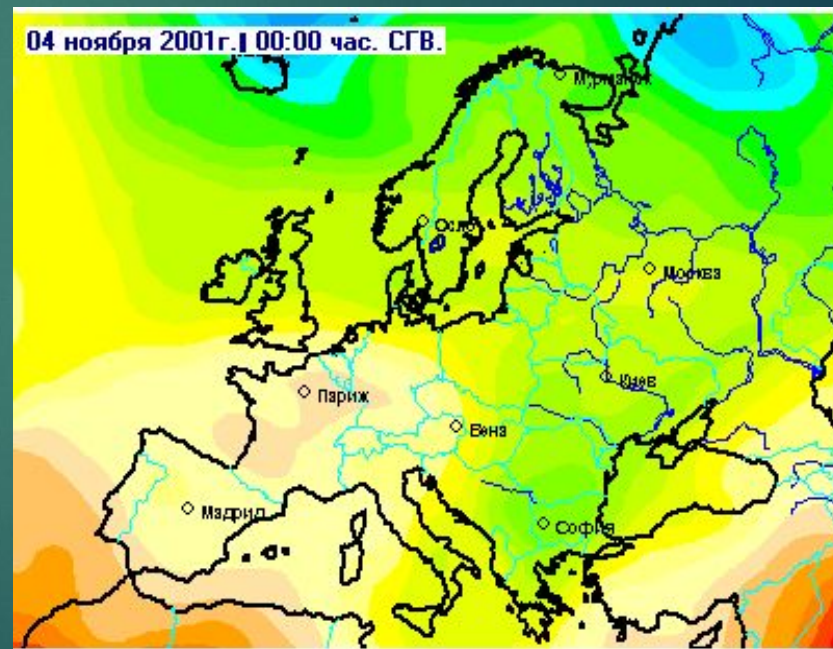 04 ноября 2001г. 00:00 час. СГВ.
Мурманск
Осло
Москва
Киев
Париж
Вена
Мадрид
София